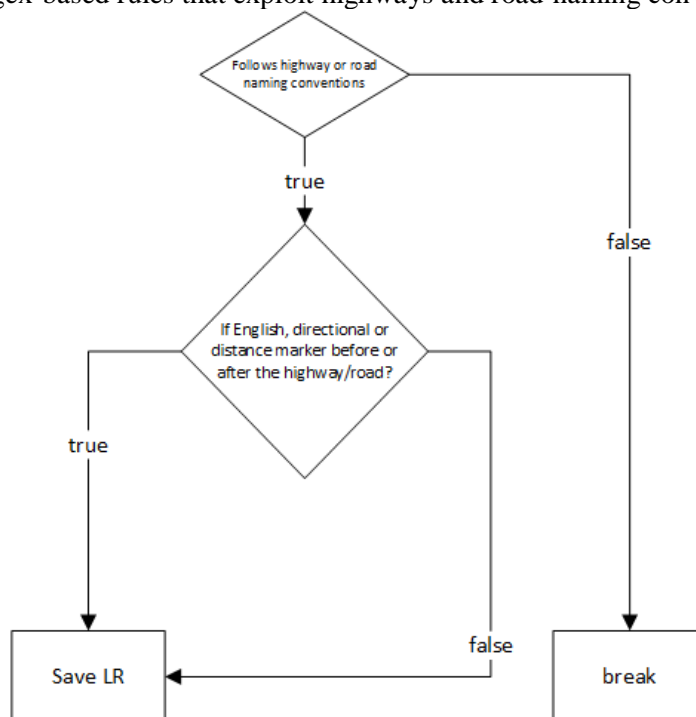 gex-based rules that exploit highways and road-naming con
Follows highway or road
naming conventions
true
false
If English, directional or
distance marker before or
after the highway/road?
true
false
Save LR
break